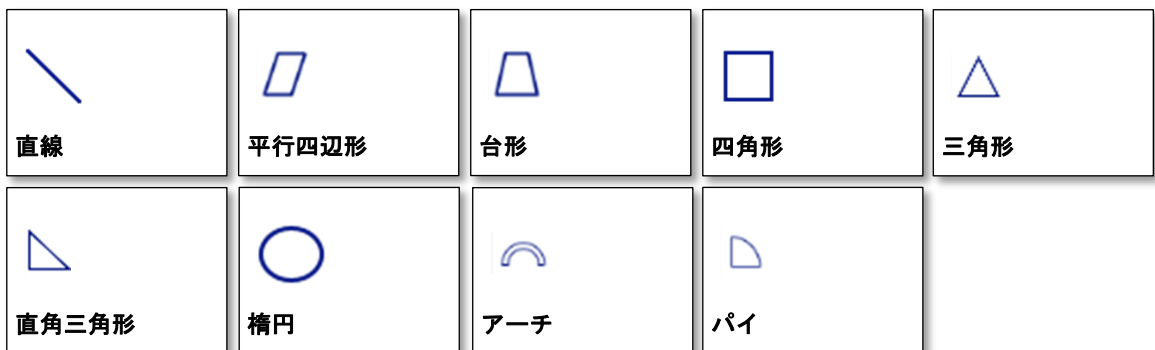 直線
平行四辺形
台形
四角形
三角形
直角三角形
楕円
アーチ
パイ